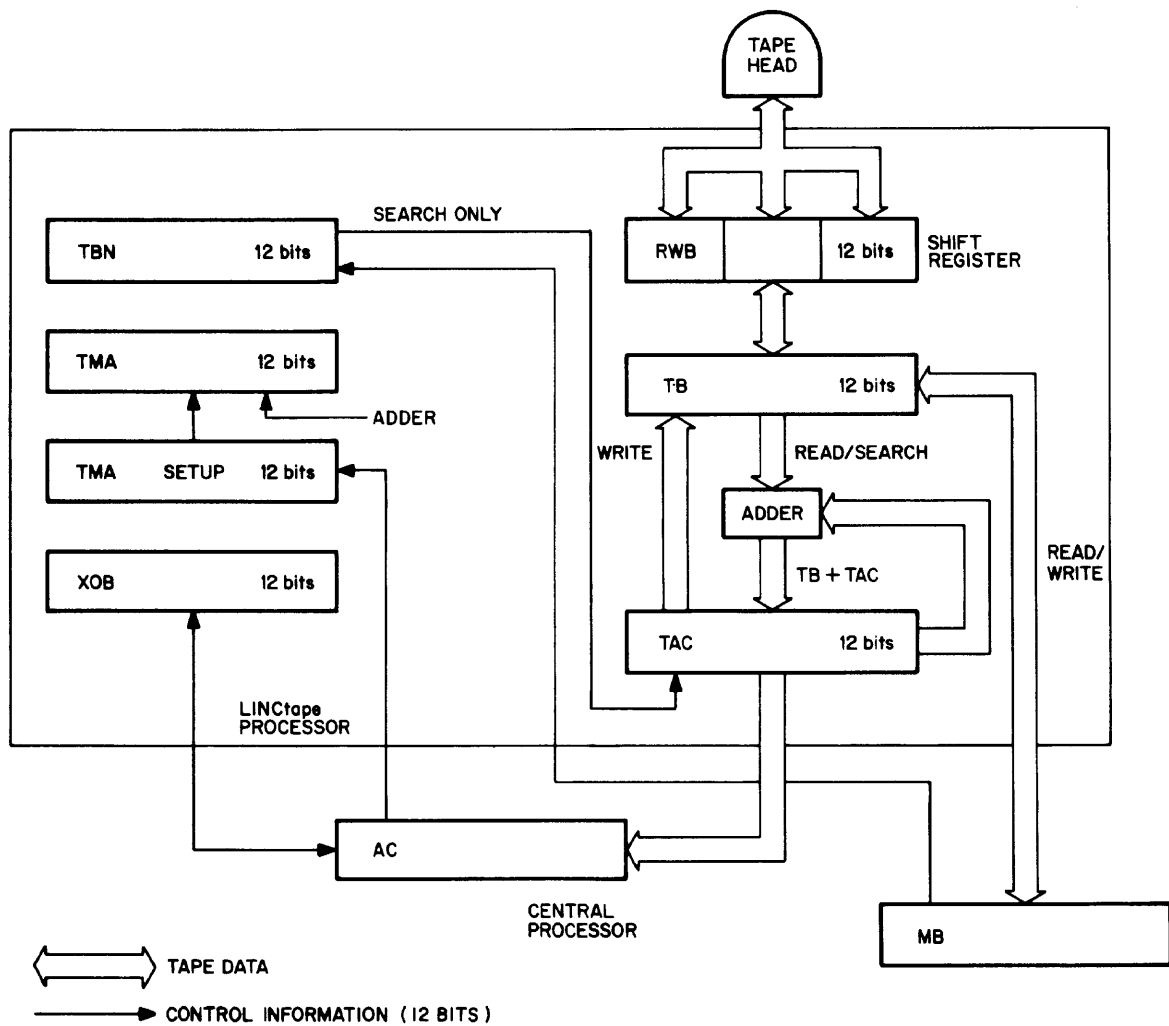 TAPE
HEAD
SEARCH ONLY
TBN 12 bits
RWB 12 bits
SHIFT
REGISTER
TMA 12 bits
TB 12 bits
ADDER
WRITE
READ/SEARCH
TMA SETUP 12 bits
ADDER
READ/
WRITE
XOB 12 bits
TB + TAC
TAC 12 bits
LINCtape
PROCESSOR
AC
CENTRAL
PROCESSOR
MB
TAPE DATA
CONTROL INFORMATION (12 BITS)